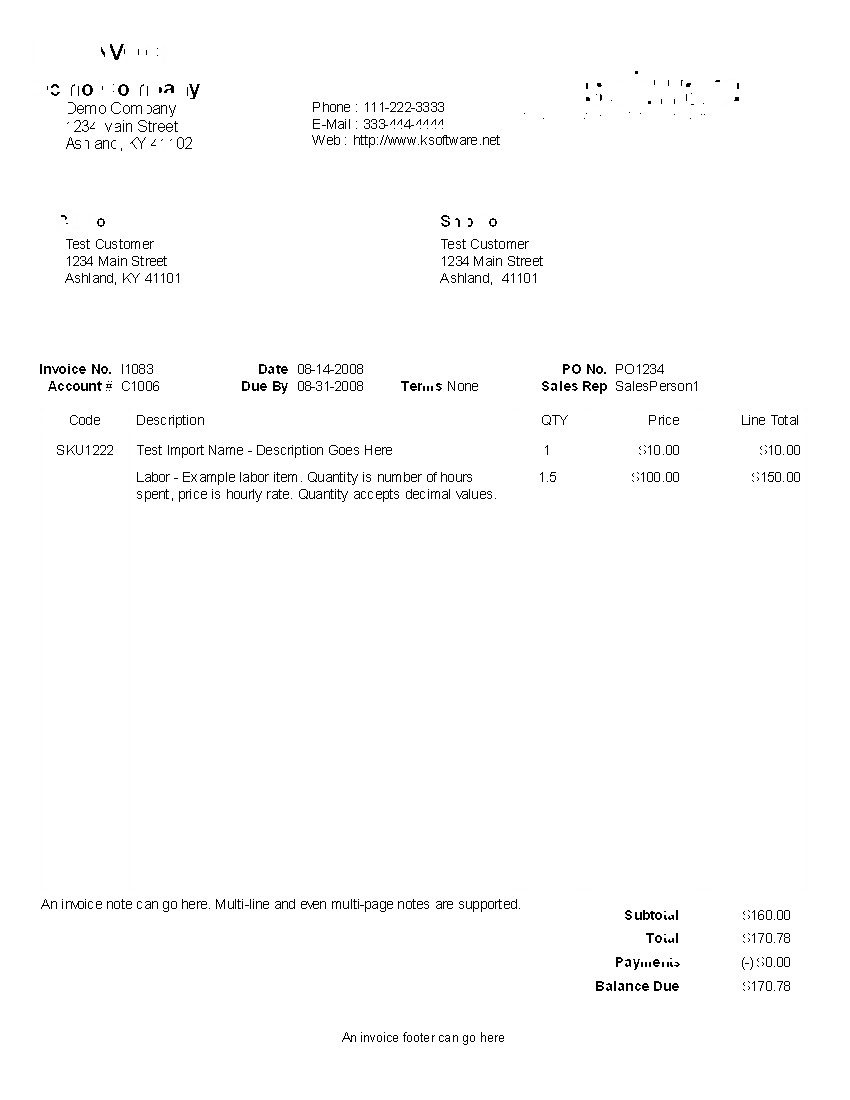 Demo Company
Demo Company
1234 Main Street
Ashland, KY 41102
Phone : 111-222-3333
E-Mail : 333-444-4444
Web : http://www.ksoftware.net
Ship To
Test Customer
1234 Main Street
Ashland, KY 41101
Test Customer
1234 Main Street
Ashland, 41101
Invoice No. I1083 Date 08-14-2008 PO No. PO1234
Account # C1006 Due By 08-31-2008 Terms None Sales Rep SalesPerson1
Code Description QTY Price Line Total
SKU1222 Test Import Name - Description Goes Here 1 $10.00 $10.00
Labor - Example labor item. Quantity is number of hours 1.5 $100.00 $150.00
spent, price is hourly rate. Quantity accepts decimal values.
An invoice note can go here. Multi-line and even multi-page notes are supported.
Subtotal $160.00
Total $170.78
Payments (-) $0.00
Balance Due $170.78
An invoice footer can go here